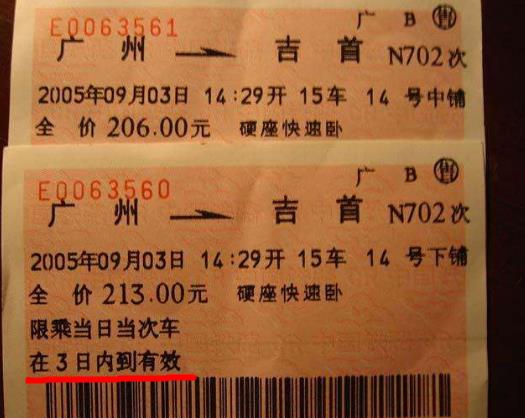 广 B 售
E0063561
广 州 吉 首 N702次
2005年09月03日 14:29开 15车 14 号中铺
全 价 206.00元 硬座快速卧
广 B 售
E0063560
广 州 吉 首 N702次
2005年09月03日 14:29开 15车 14 号下铺
全 价 213.00元 硬座快速卧
限乘当日当次车
在 3 日内到有效